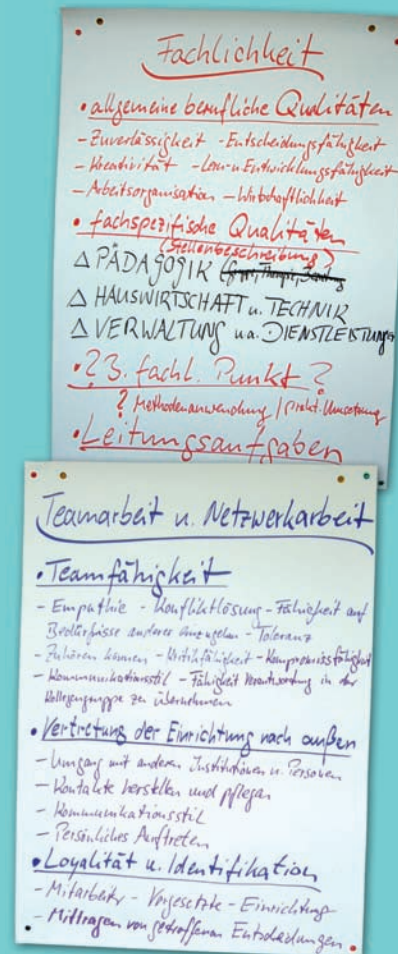 Fachlichkeit
• allgemeine berufliche Qualitäten
- Zuverlässigkeit - Entscheidungsfähigkeit
- Kreativität - Lern- u Entwicklungsfähigkeit
- Arbeitsorganisation - Wirtschaftlichkeit
• fachspezifische Qualitäten
(Stellenbeschreibung)
△ PÄDAGOGIK (Gruppe, Therapie, Beratung
△ HAUSWIRTSCHAFT u. TECHNIK
△ VERWALTUNG u.a. DIENSTLEISTungen
• ? 3. fachl. Punkt ?
? Methodenanwendung / prakt. Umsetzung
• Leitungsaufgaben
Teamarbeit u. Netzwerkarbeit
• Teamfähigkeit
- Empathie - Konfliktlösung - Fähigkeit auf
Bedürfnisse anderer einzugehen - Toleranz
- Zuhören können - Kritikfähigkeit - Kompromissfähigkeit
- Kommunikationsstil - Fähigkeit Verantwortung in der
Kollegengruppe zu übernehmen
• Vertretung der Einrichtung nach außen
- Umgang mit anderen Institutionen u. Personen
- Kontakte herstellen und pflegen
- Kommunikationsstil
- Persönliches Auftreten
• Loyalität u. Identifikation
- Mitarbeiter - Vorgesetzte - Einrichtung
- Mittragen von getroffenen Entscheidungen